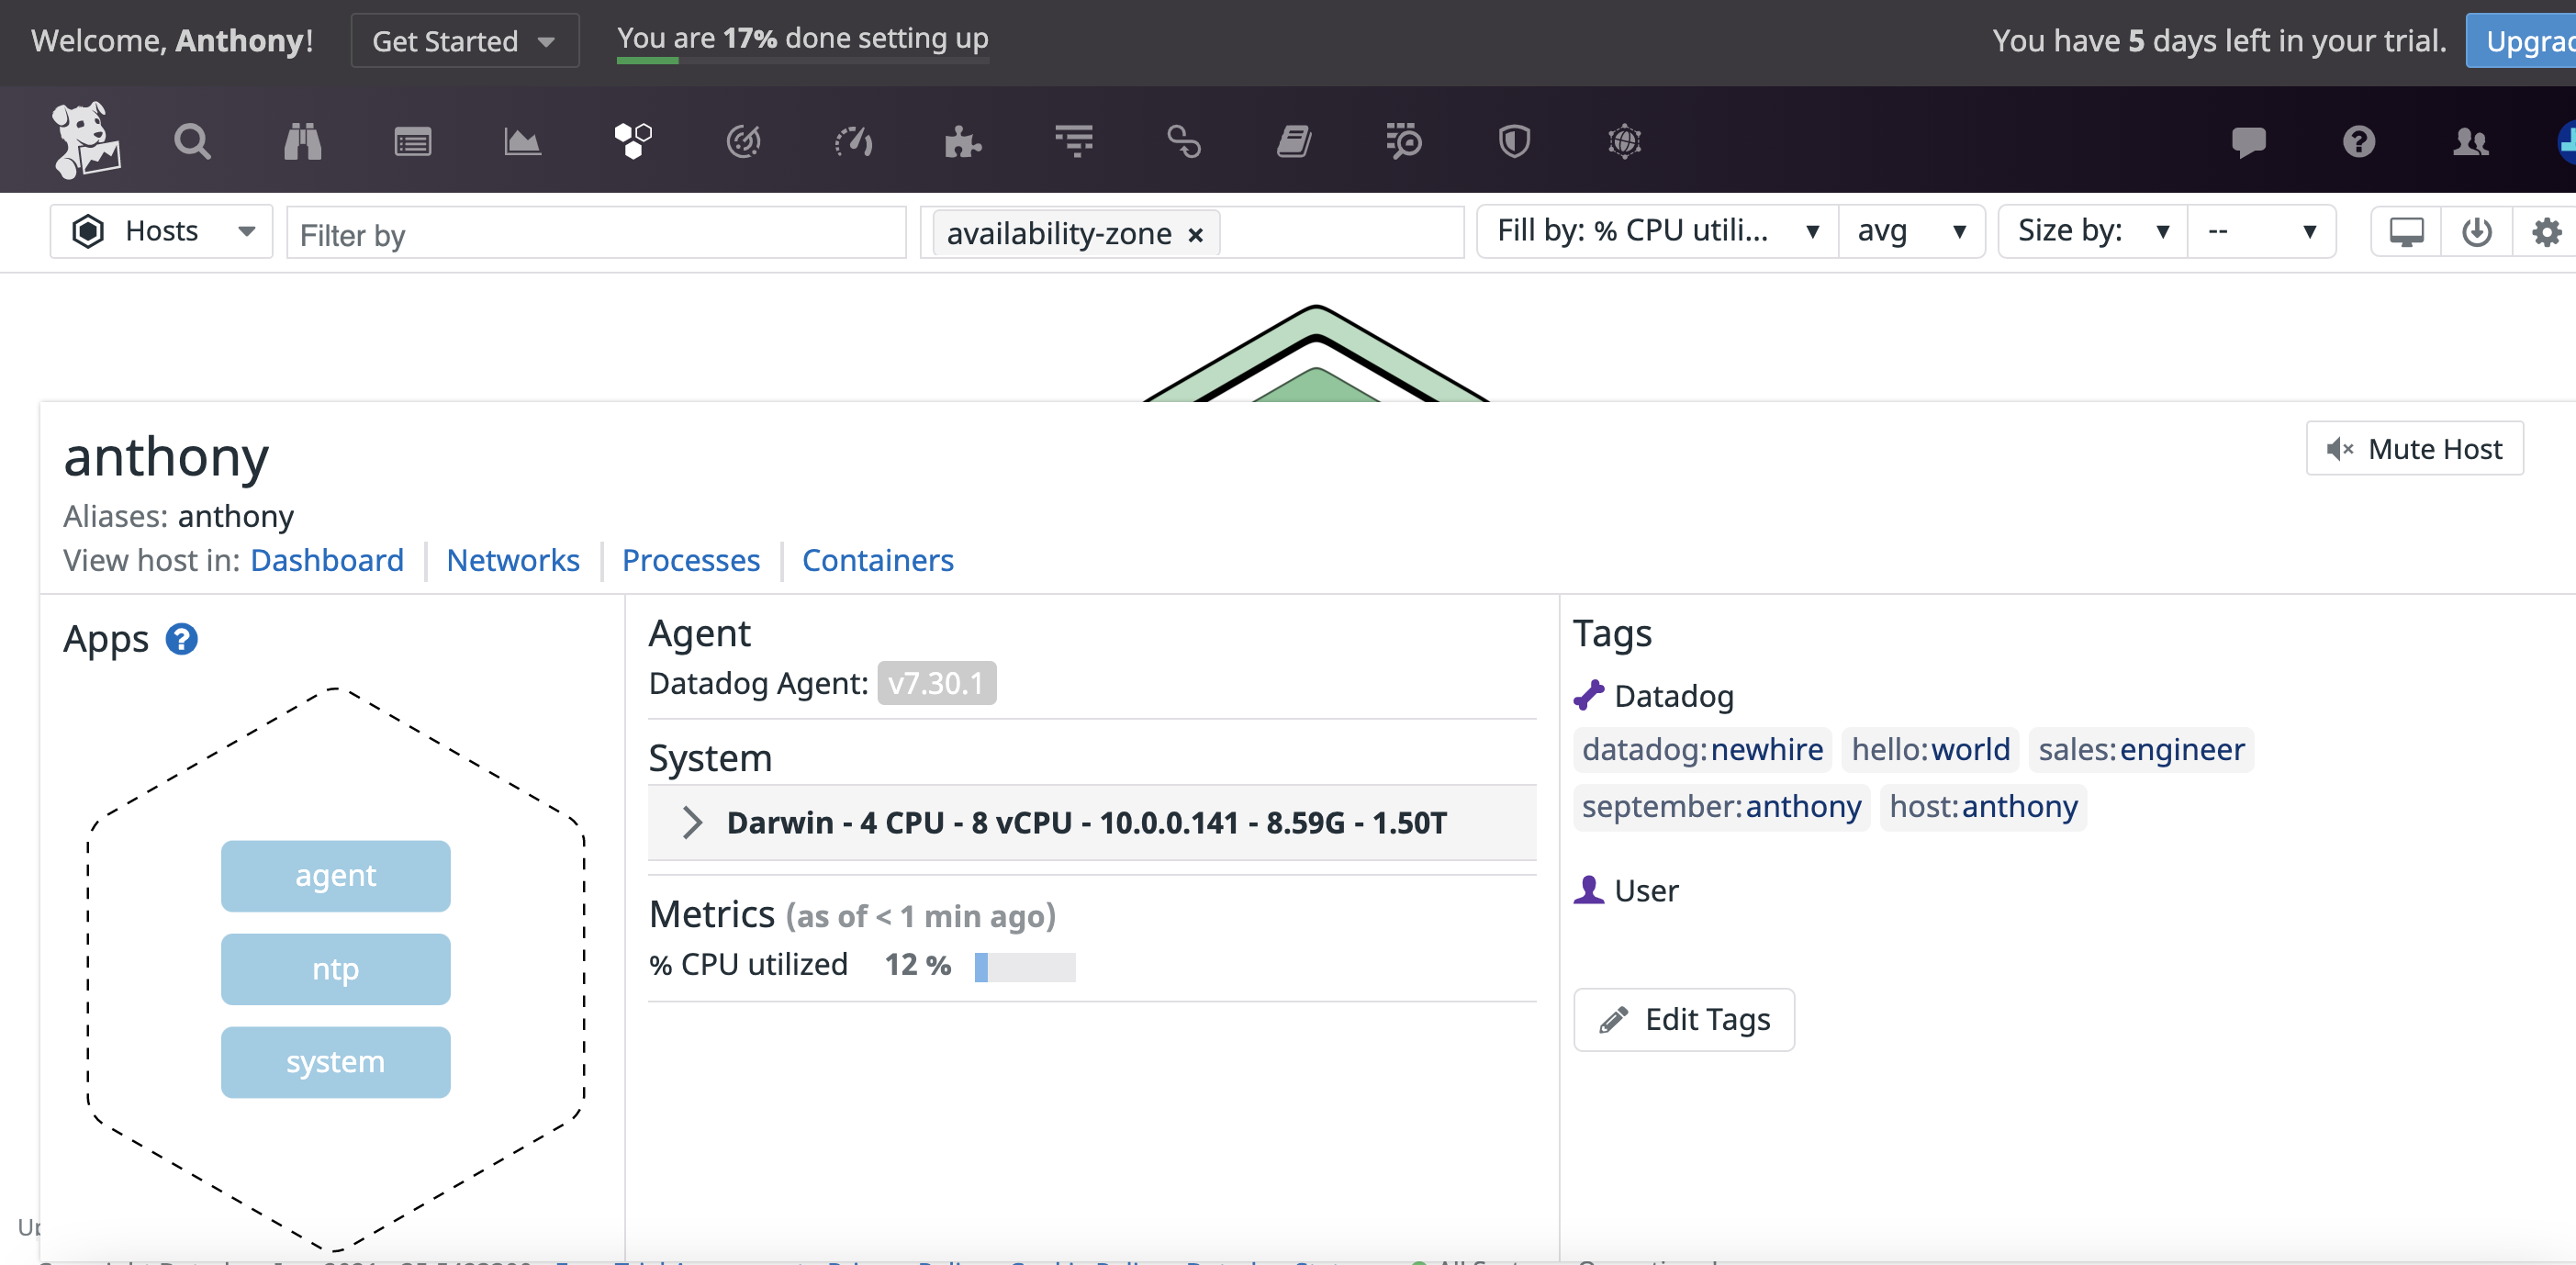 Welcome, Anthony!
Get Started
You are 17% done setting up
You have 5 days left in your trial.
Hosts
Filter by
availability-zone ×
Fill by: % CPU utili...
avg
Size by:
--
anthony
Mute Host
Aliases: anthony
View host in: Dashboard Networks Processes Containers
Apps
agent
ntp
system
Agent
Datadog Agent: v7.30.1
System
Darwin - 4 CPU - 8 vCPU - 10.0.0.141 - 8.59G - 1.50T
Metrics (as of < 1 min ago)
% CPU utilized 12 %
Tags
Datadog
datadog:newhire hello:world sales:engineer
september:anthony host:anthony
User
Edit Tags